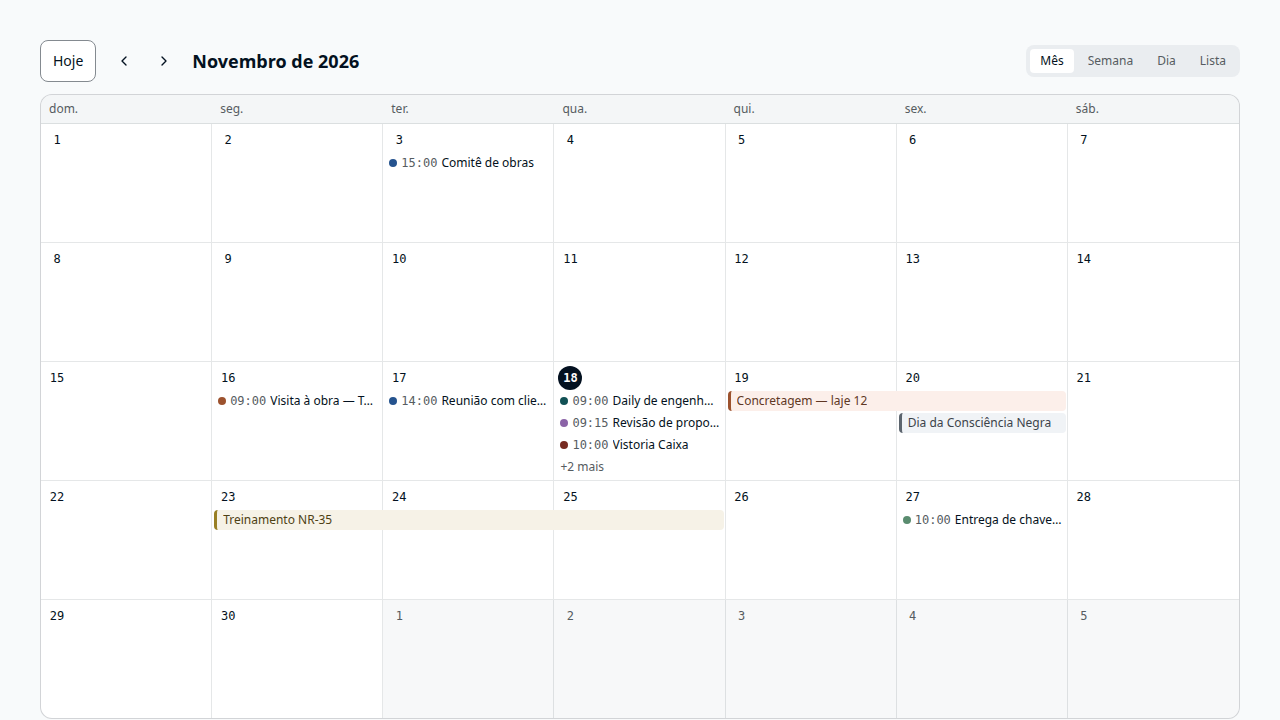 Hoje
Novembro de 2026
Mês Semana Dia Lista
dom. seg. ter. qua. qui. sex. sáb.
1 2 3 4 5 6 7
15:00 Comitê de obras
8 9 10 11 12 13 14
15 16 17 18 19 20 21
09:00 Visita à obra — T... 14:00 Reunião com clie... 09:00 Daily de engenh... Concretagem — laje 12
09:15 Revisão de propo... Dia da Consciência Negra
10:00 Vistoria Caixa
+2 mais
22 23 24 25 26 27 28
Treinamento NR-35 10:00 Entrega de chave...
29 30 1 2 3 4 5